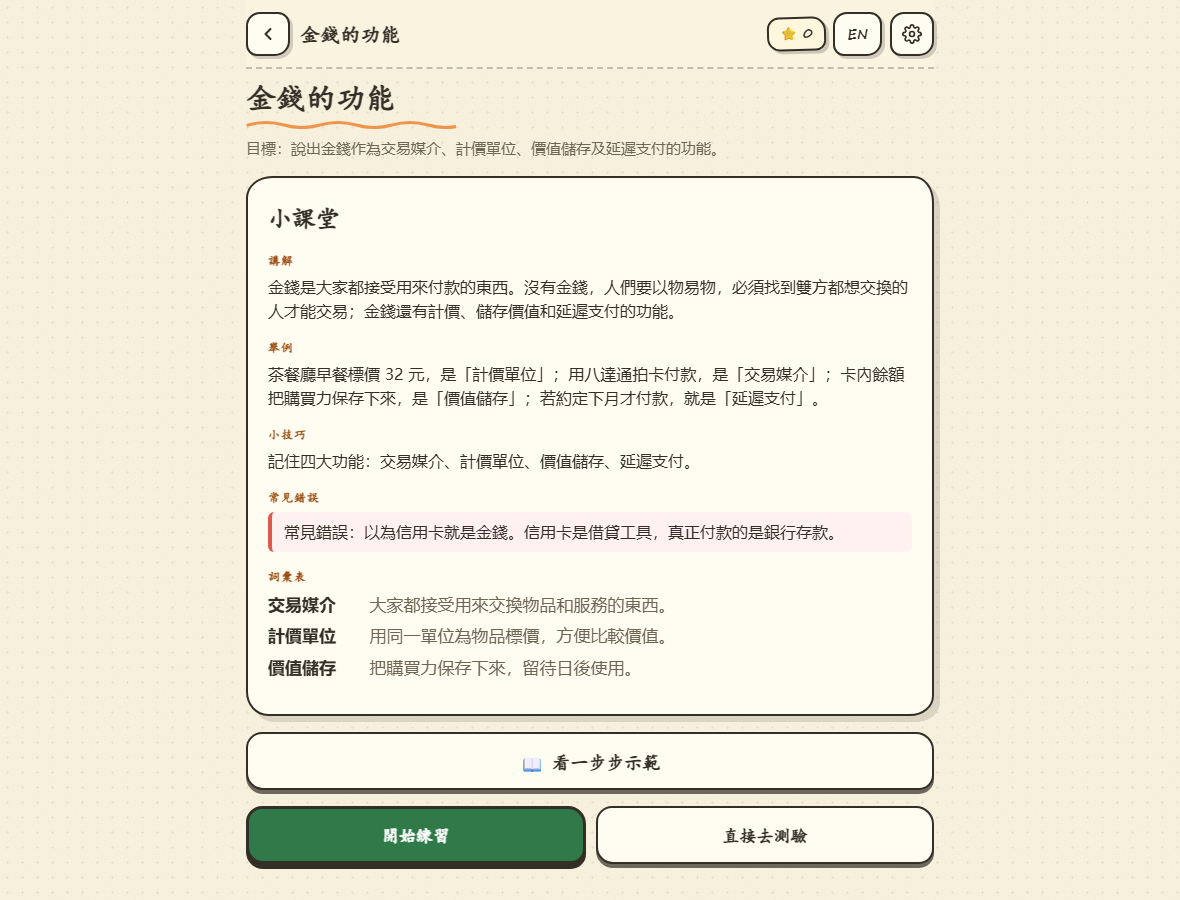 金錢的功能
0
EN
金錢的功能
目標：說出金錢作為交易媒介、計價單位、價值儲存及延遲支付的功能。
小課堂
講解
金錢是大家都接受用來付款的東西。沒有金錢，人們要以物易物，必須找到雙方都想交換的
人才能交易；金錢還有計價、儲存價值和延遲支付的功能。
舉例
茶餐廳早餐標價 32 元，是「計價單位」；用八達通拍卡付款，是「交易媒介」；卡內餘額
把購買力保存下來，是「價值儲存」；若約定下月才付款，就是「延遲支付」。
小技巧
記住四大功能：交易媒介、計價單位、價值儲存、延遲支付。
常見錯誤
常見錯誤：以為信用卡就是金錢。信用卡是借貸工具，真正付款的是銀行存款。
詞彙表
交易媒介 大家都接受用來交換物品和服務的東西。
計價單位 用同一單位為物品標價，方便比較價值。
價值儲存 把購買力保存下來，留待日後使用。
看一步步示範
開始練習
直接去測驗